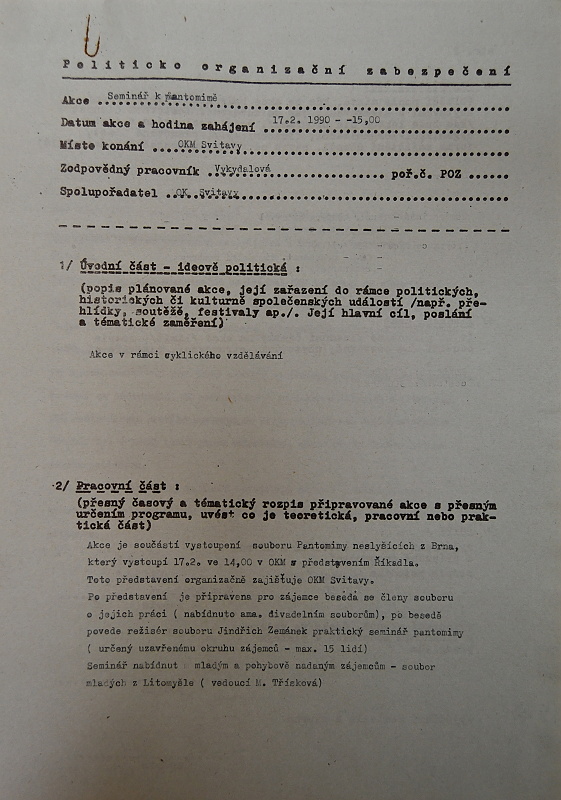 Politicko organizační zabezpečení
Akce ..Seminář k pantomimě
Datum akce a hodina zahájení ..17.2. 1990 - -15,00
Místo konání ....OKM Svitavy
Zodpovědný pracovník ..Vykydalová.................... poř.č. POZ .......
Spolupořadatel ..OK Svitavy
1/ Úvodní část - ideově politická :
(popis plánované akce, její zařazení do rámce politických,
historických či kulturně společenských událostí /např. pře-
hlídky, soutěže, festivaly ap./. Její hlavní cíl, poslání
a tématické zaměření)
Akce v rámci cyklického vzdělávání
2/ Pracovní část :
(přesný časový a tématický rozpis připravované akce s přesným
určením programu, uvést co je teoretická, pracovní nebo prak-
tická část)
Akce je součástí vystoupení souboru Pantomimy neslyšících z Brna,
který vystoupí 17.2. ve 14,00 v OKM s představením Říkadla.
Toto představení organizačně zajišťuje OKM Svitavy.
Po představení je připravena pro zájemce beseda se členy souboru
o jejich práci ( nabídnuto ama. divadelním souborům), po besedě
povede režisér souboru Jindřich Zemánek praktický seminář pantomimy
( určený uzavřenému okruhu zájemců - max. 15 lidí)
Seminář nabídnut mladým a pohybově nadaným zájemcům - soubor
mladých z Litomyšle ( vedoucí M. Třísková)